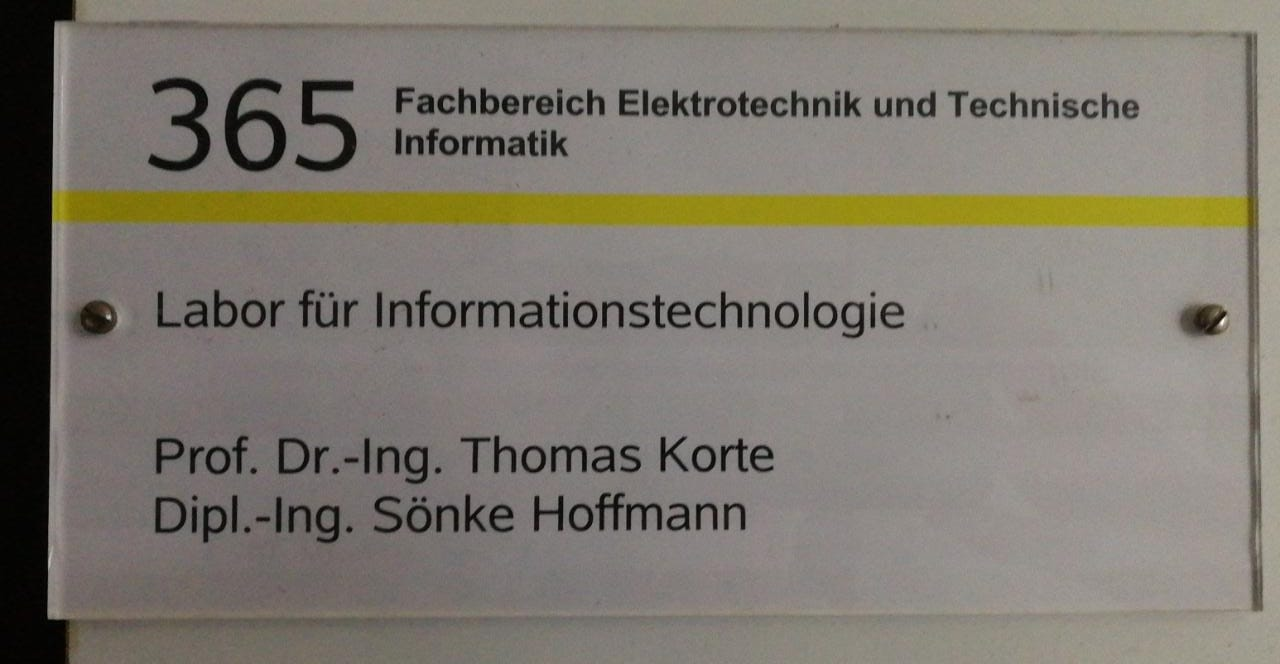 365 Fachbereich Elektrotechnik und Technische
Informatik
Labor für Informationstechnologie
Prof. Dr.-Ing. Thomas Korte
Dipl.-Ing. Sönke Hoffmann